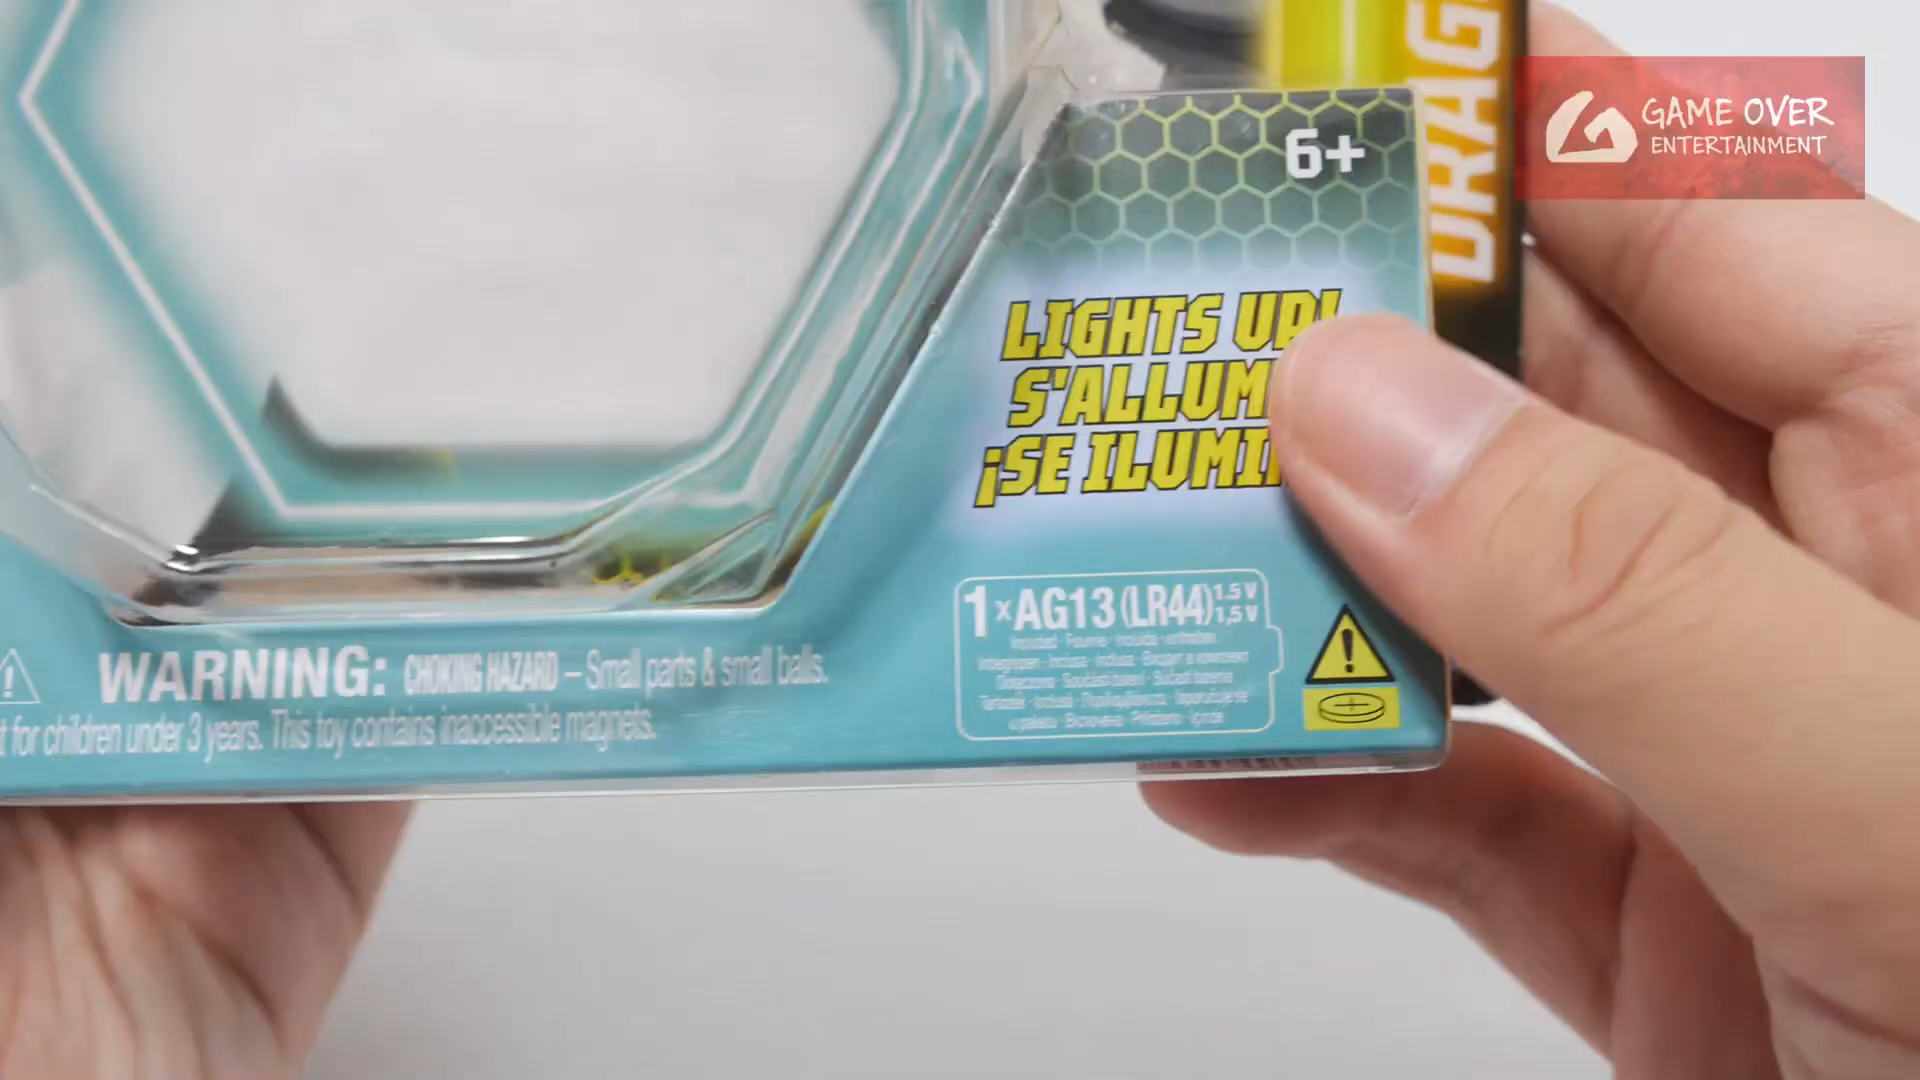 DRAG
GAME OVER
ENTERTAINMENT
6+
LIGHTS UP!
S'ALLUM
¡SE ILUMI
1 x AG13 (LR44) 1.5 V
1,5 V
WARNING: CHOKING HAZARD – Small parts & small balls.
t for children under 3 years. This toy contains inaccessible magnets.